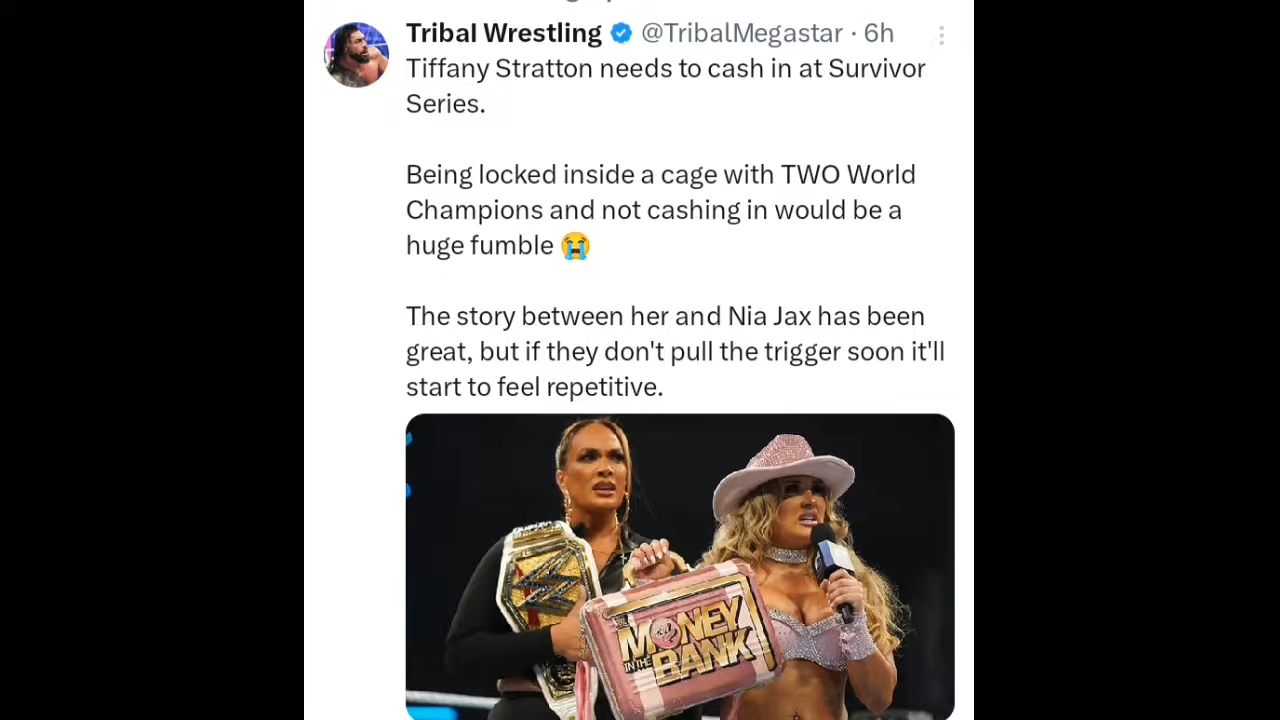 Tribal Wrestling @TribalMegastar · 6h
Tiffany Stratton needs to cash in at Survivor
Series.
Being locked inside a cage with TWO World
Champions and not cashing in would be a
huge fumble 😭
The story between her and Nia Jax has been
great, but if they don't pull the trigger soon it'll
start to feel repetitive.
MONEY
IN THE BANK